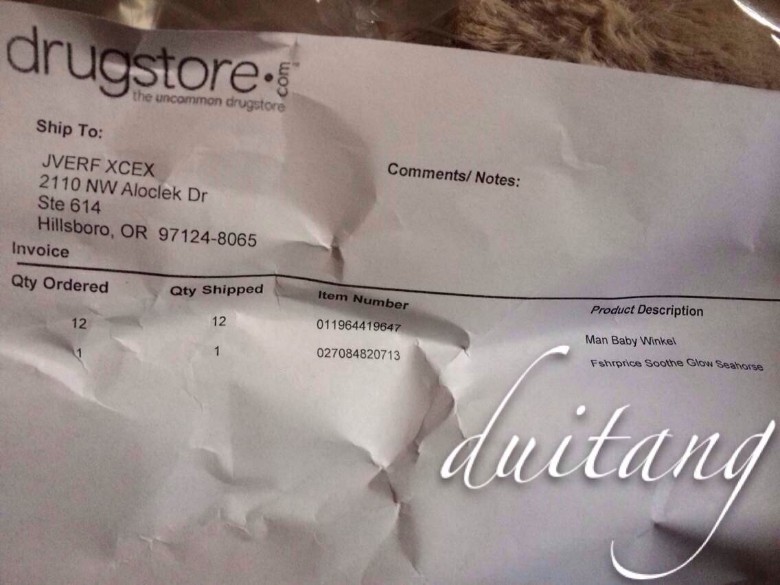 drugstore.com™
the uncommon drugstore
Ship To:
JVERF XCEX
2110 NW Aloclek Dr
Ste 614
Hillsboro, OR 97124-8065
Comments/ Notes:
Invoice
Qty Ordered Qty Shipped Item Number Product Description
12 12 011964419647 Man Baby Winkel
1 1 027084820713 Fshrprice Soothe Glow Seahorse
duitang